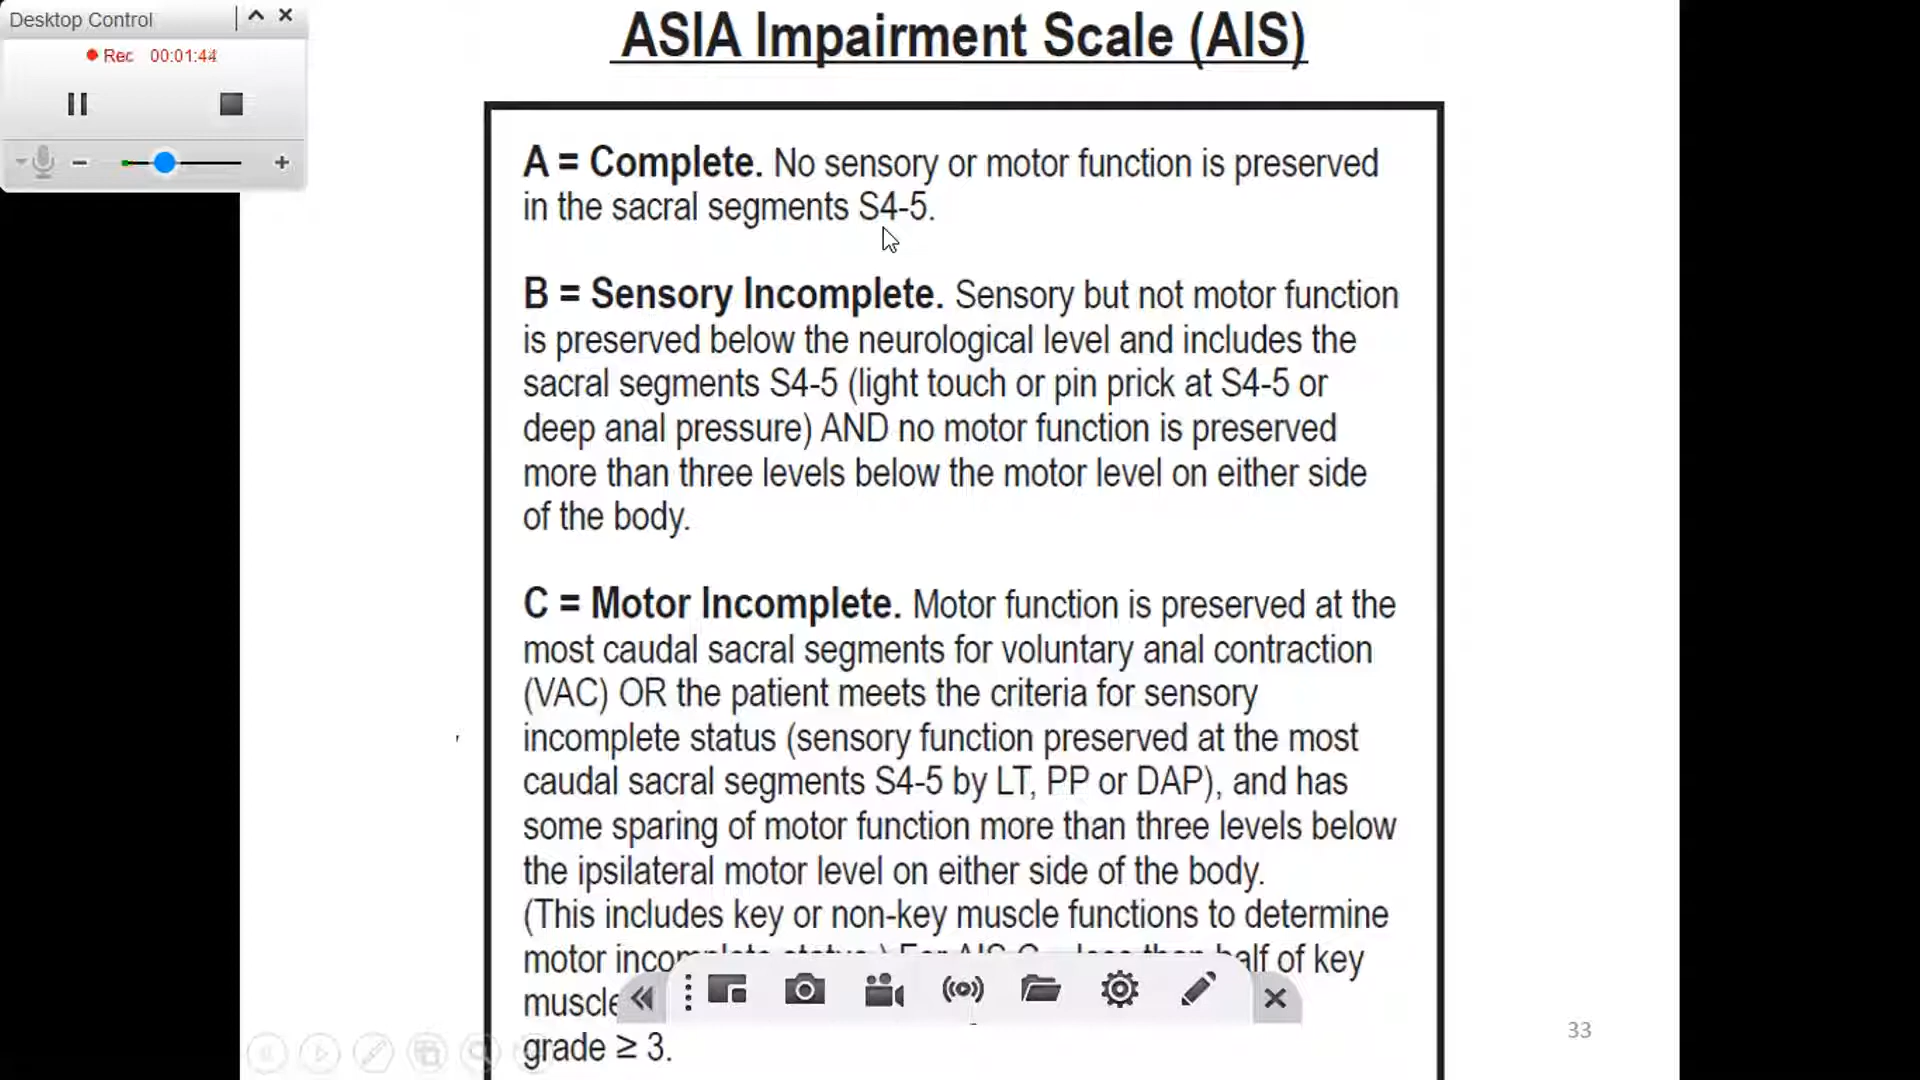 Desktop Control
Rec 00:01:44
ASIA Impairment Scale (AIS)
A = Complete. No sensory or motor function is preserved
in the sacral segments S4-5.
B = Sensory Incomplete. Sensory but not motor function
is preserved below the neurological level and includes the
sacral segments S4-5 (light touch or pin prick at S4-5 or
deep anal pressure) AND no motor function is preserved
more than three levels below the motor level on either side
of the body.
C = Motor Incomplete. Motor function is preserved at the
most caudal sacral segments for voluntary anal contraction
(VAC) OR the patient meets the criteria for sensory
incomplete status (sensory function preserved at the most
caudal sacral segments S4-5 by LT, PP or DAP), and has
some sparing of motor function more than three levels below
the ipsilateral motor level on either side of the body.
(This includes key or non-key muscle functions to determine
motor of key
grade ≥ 3.
33